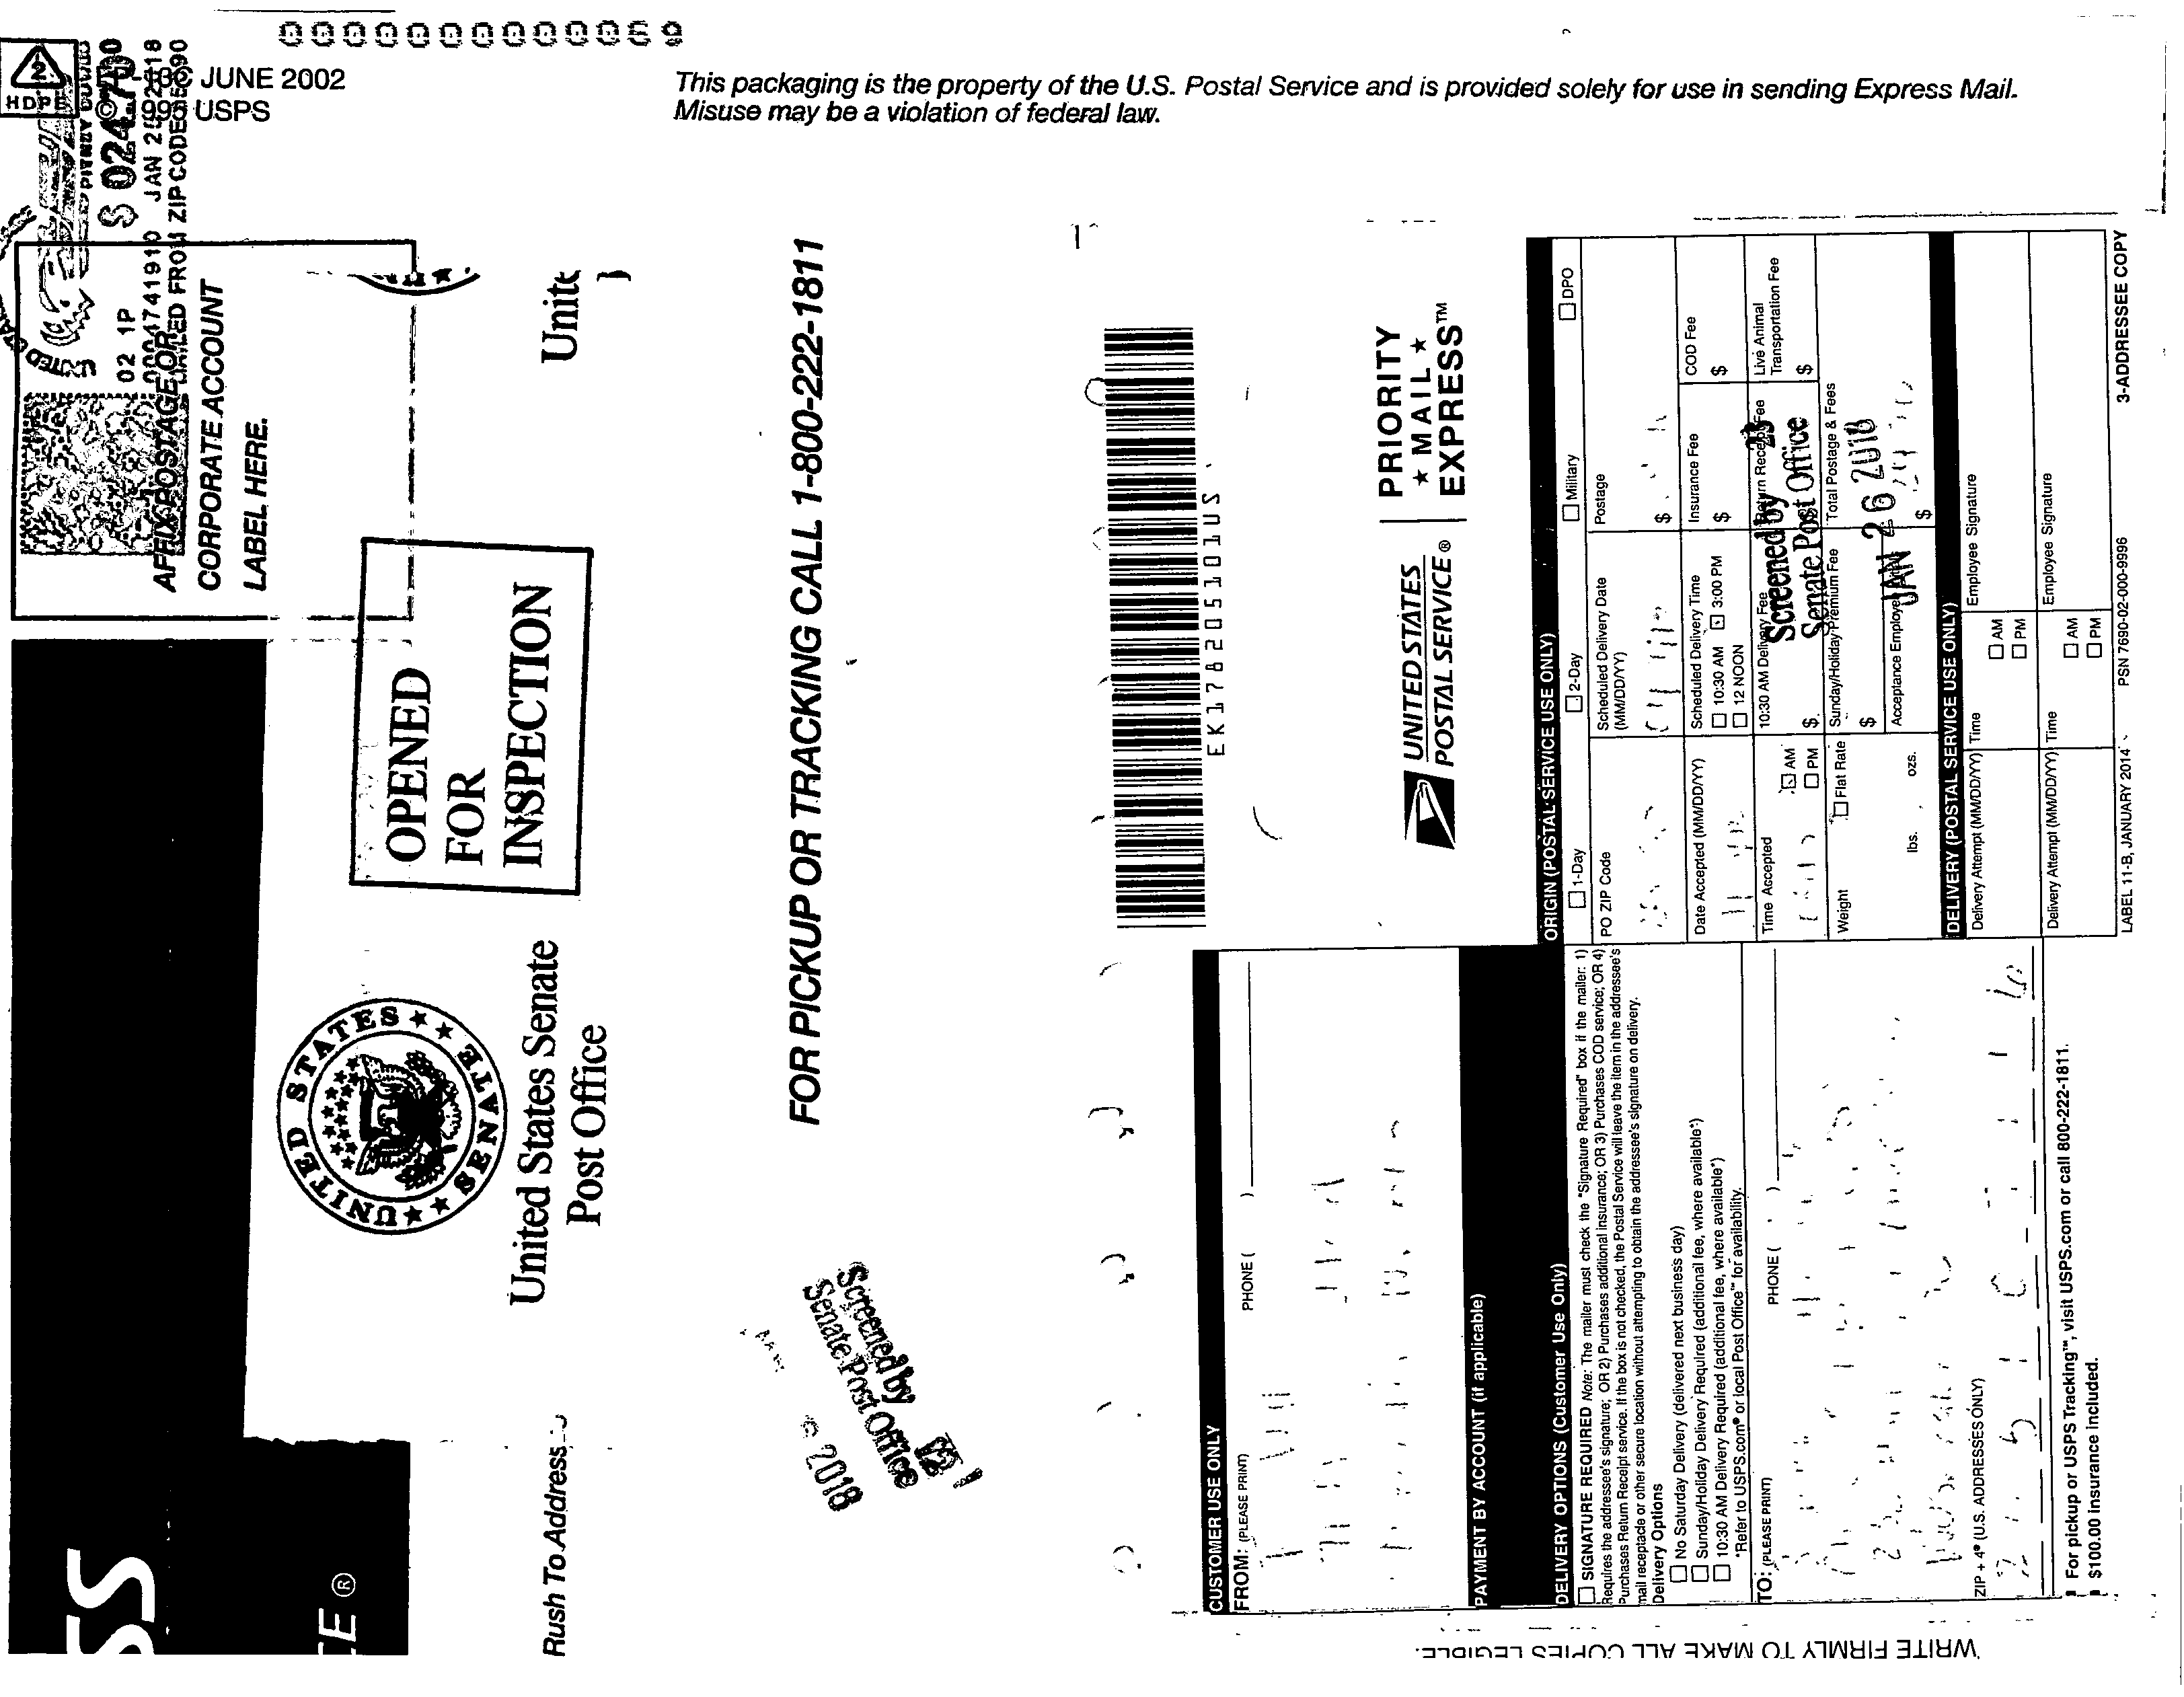 0000000000059
2
HDPE
JUNE 2002
USPS
This packaging is the property of the U.S. Postal Service and is provided solely for use in sending Express Mail.
Misuse may be a violation of federal law.
PITNEY BOWES
02 1P
$ 024.70
0004741910 JAN 25 2018
MAILED FROM ZIP CODE
AFFIX POSTAGE OR
CORPORATE ACCOUNT
LABEL HERE.
OPENED
FOR
INSPECTION
UNITED STATES SENATE
United States Senate
Post Office
Unite
Rush To Addressee
SS
CE ®
FOR PICKUP OR TRACKING CALL 1-800-222-1811
Screened by
Senate Post Office
2018
EK178205101US
UNITED STATES
POSTAL SERVICE ®
PRIORITY
★ MAIL ★
EXPRESS™
CUSTOMER USE ONLY
FROM: (PLEASE PRINT)
PHONE ( )
PAYMENT BY ACCOUNT (if applicable)
DELIVERY OPTIONS (Customer Use Only)
SIGNATURE REQUIRED Note: The mailer must check the "Signature Required" box if the mailer: 1)
Requires the addressee's signature; OR 2) Purchases additional insurance; OR 3) Purchases COD service; OR 4)
Purchases Return Receipt service. If the box is not checked, the Postal Service will leave the item in the addressee's
mail receptacle or other secure location without attempting to obtain the addressee's signature on delivery.
Delivery Options
No Saturday Delivery (delivered next business day)
Sunday/Holiday Delivery Required (additional fee, where available*)
10:30 AM Delivery Required (additional fee, where available*)
*Refer to USPS.com® or local Post Office™ for availability.
TO: (PLEASE PRINT)
PHONE ( )
ZIP + 4® (U.S. ADDRESSES ONLY)
For pickup or USPS Tracking™, visit USPS.com or call 800-222-1811.
$100.00 insurance included.
ORIGIN (POSTAL SERVICE USE ONLY)
1-Day
2-Day
Military
DPO
PO ZIP Code
Scheduled Delivery Date
(MM/DD/YY)
Postage
$
Date Accepted (MM/DD/YY)
Scheduled Delivery Time
10:30 AM
3:00 PM
12 NOON
Insurance Fee
$
COD Fee
$
Time Accepted
AM
PM
10:30 AM Delivery Fee
$
Return Receipt Fee
Live Animal
Transportation Fee
$
Screened by
Senate Post Office
JAN 26 2018
Weight
Flat Rate
lbs.
ozs.
Sunday/Holiday Premium Fee
$
Total Postage & Fees
$
Acceptance Employee
DELIVERY (POSTAL SERVICE USE ONLY)
Delivery Attempt (MM/DD/YY)
Time
AM
PM
Employee Signature
Delivery Attempt (MM/DD/YY)
Time
AM
PM
Employee Signature
LABEL 11-B, JANUARY 2014
PSN 7690-02-000-9996
3-ADDRESSEE COPY
WRITE FIRMLY TO MAKE ALL COPIES LEGIBLE.